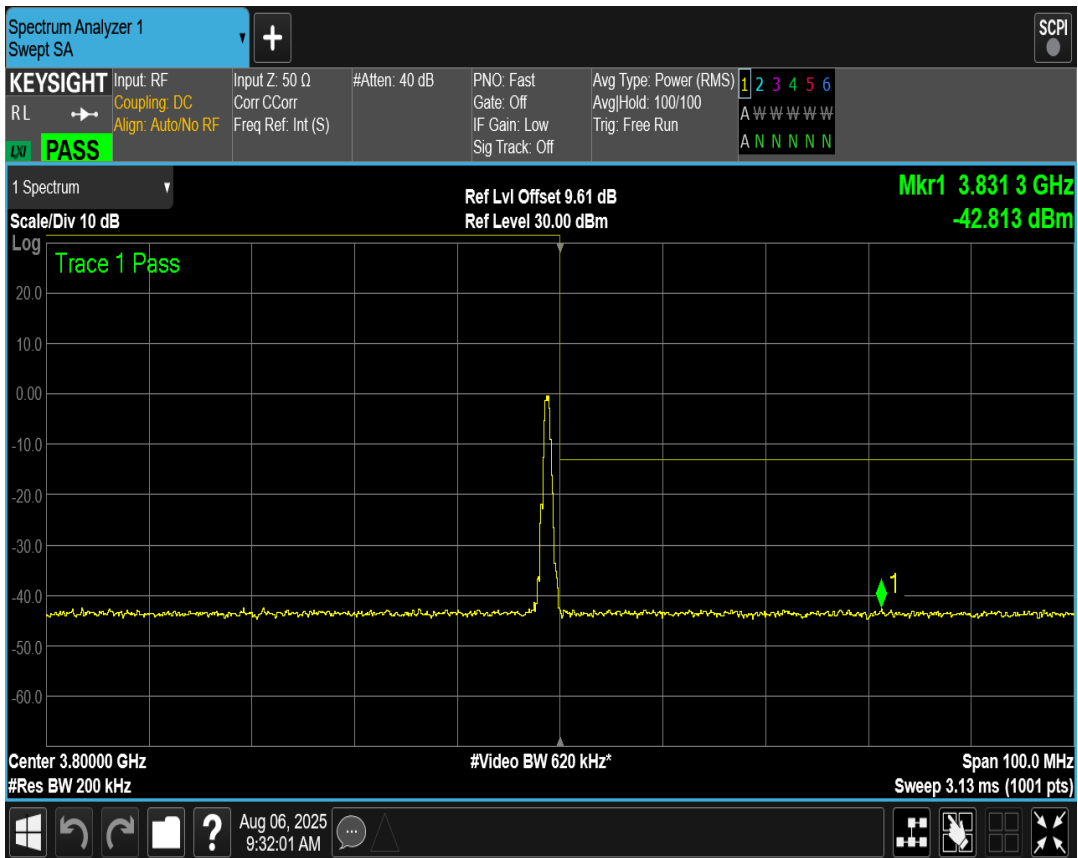 Spectrum Analyzer 1
Swept SA
+
SCPI
KEYSIGHT
R L
LXI PASS
Input: RF
Coupling: DC
Align: Auto/No RF
Input Z: 50 Ω
Corr CCorr
Freq Ref: Int (S)
#Atten: 40 dB
PNO: Fast
Gate: Off
IF Gain: Low
Sig Track: Off
Avg Type: Power (RMS)
Avg|Hold: 100/100
Trig: Free Run
1 2 3 4 5 6
A W W W W W
A N N N N N
1 Spectrum
Scale/Div 10 dB
Ref Lvl Offset 9.61 dB
Ref Level 30.00 dBm
Mkr1 3.831 3 GHz
-42.813 dBm
Log
Trace 1 Pass
20.0
10.0
0.00
-10.0
-20.0
-30.0
-40.0
1
-50.0
-60.0
Center 3.80000 GHz
#Video BW 620 kHz*
Span 100.0 MHz
#Res BW 200 kHz
Sweep 3.13 ms (1001 pts)
?
Aug 06, 2025
9:32:01 AM